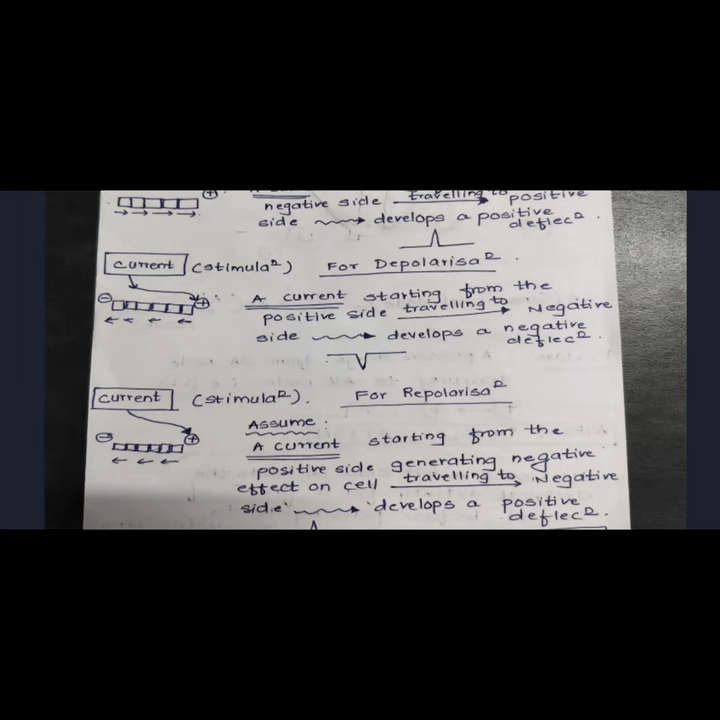 negative side travelling to positive
side develops a positive deflecⁿ.
current (stimulaⁿ) For Depolarisaⁿ.
A current starting from the
positive side travelling to Negative
side develops a negative deflecⁿ.
current (stimulaⁿ). For Repolarisaⁿ
Assume:
A current starting from the
positive side generating negative
effect on cell travelling to Negative
side develops a positive deflecⁿ.